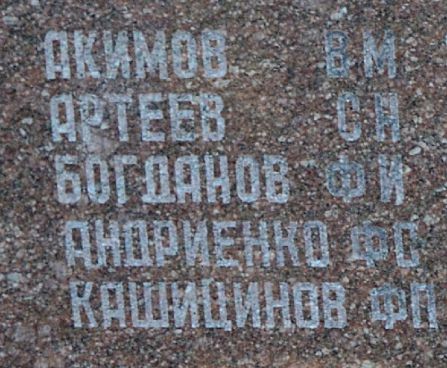 АКИМОВ В М
АРТЕЕВ С Н
БОГДАНОВ Ф И
АНДРИЕНКО Ф С
КАШИЦИНОВ Ф П